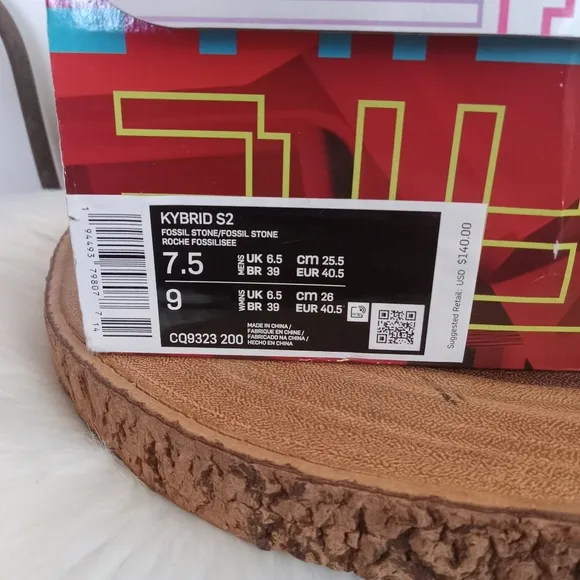 KYBRID S2
FOSSIL STONE/FOSSIL STONE
ROCHE FOSSILISEE
7.5 MENS UK 6.5 CM 25.5
BR 39 EUR 40.5
9 WMNS UK 6.5 CM 26
BR 39 EUR 40.5
MADE IN CHINA /
FABRIQUE EN CHINE /
FABRICADO NA CHINA /
HECHO EN CHINA
CQ9323 200
1 94493 79807 7 14
Suggested Retail: USD $140.00